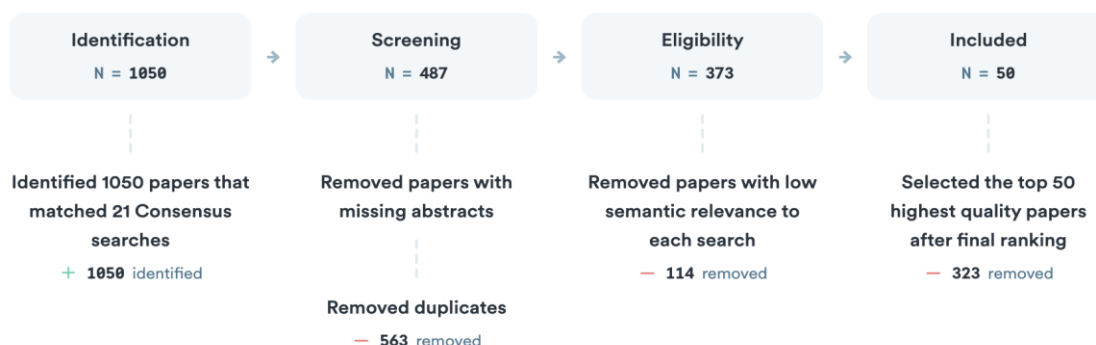 Identification
N = 1050
Screening
N = 487
Eligibility
N = 373
Included
N = 50
Identified 1050 papers that
matched 21 Consensus
searches
+ 1050 identified
Removed papers with
missing abstracts
Removed duplicates
— 563 removed
Removed papers with low
semantic relevance to
each search
— 114 removed
Selected the top 50
highest quality papers
after final ranking
— 323 removed